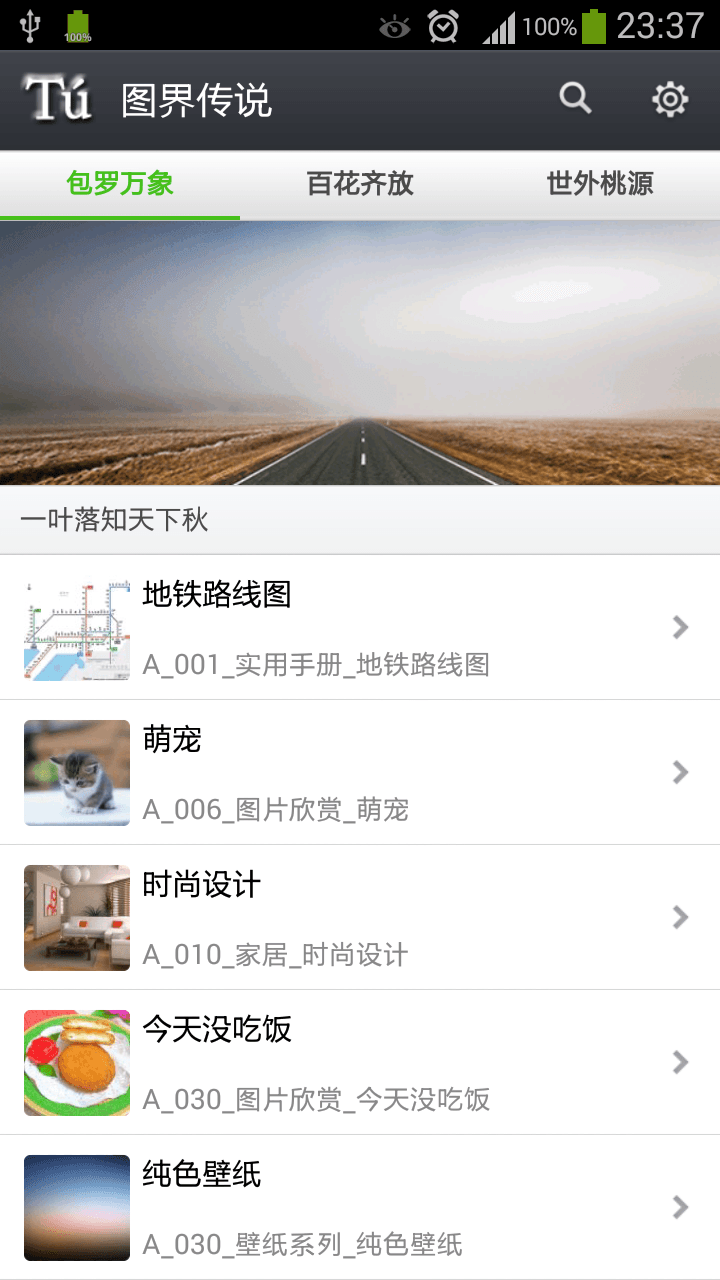 100%
100%
23:37
Tú
图界传说
包罗万象
百花齐放
世外桃源
一叶落知天下秋
地铁路线图
A_001_实用手册_地铁路线图
萌宠
A_006_图片欣赏_萌宠
时尚设计
A_010_家居_时尚设计
今天没吃饭
A_030_图片欣赏_今天没吃饭
纯色壁纸
A_030_壁纸系列_纯色壁纸